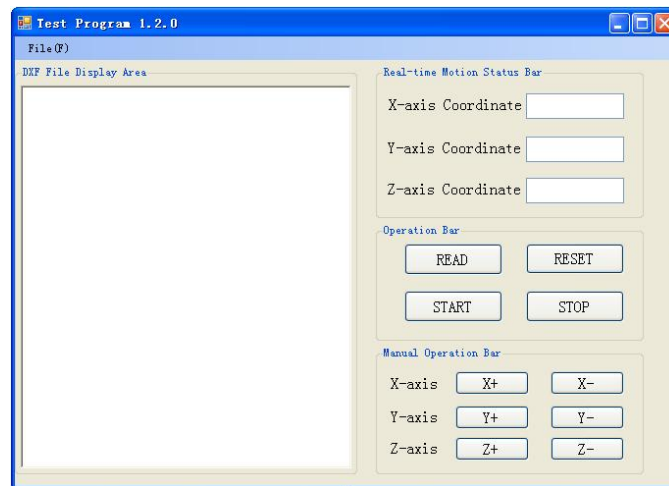 Test Program 1.2.0
File(F)
DXF File Display Area
Real-time Motion Status Bar
X-axis Coordinate
Y-axis Coordinate
Z-axis Coordinate
Operation Bar
READ RESET
START STOP
Manual Operation Bar
X-axis X+ X-
Y-axis Y+ Y-
Z-axis Z+ Z-